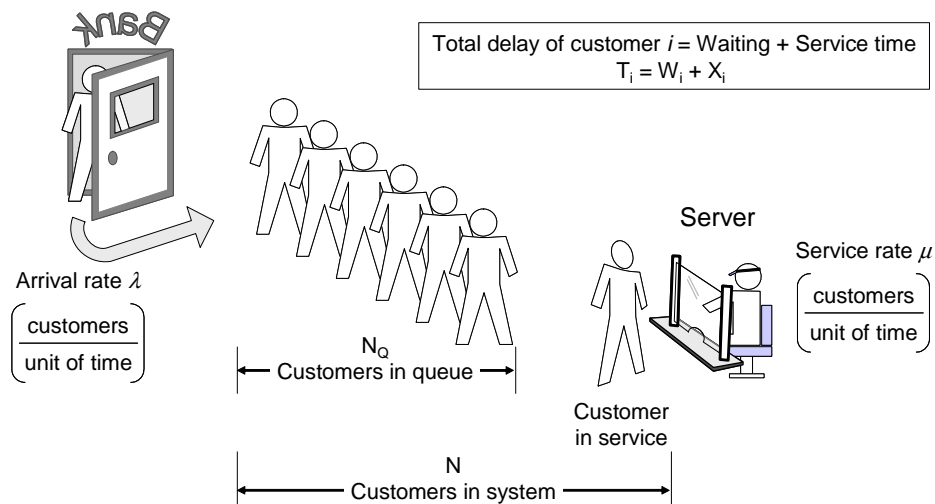 Bank
Total delay of customer i = Waiting + Service time
Tᵢ = Wᵢ + Xᵢ
Server
Arrival rate λ
customers
unit of time
Service rate μ
customers
unit of time
N_Q
Customers in queue
Customer
in service
N
Customers in system